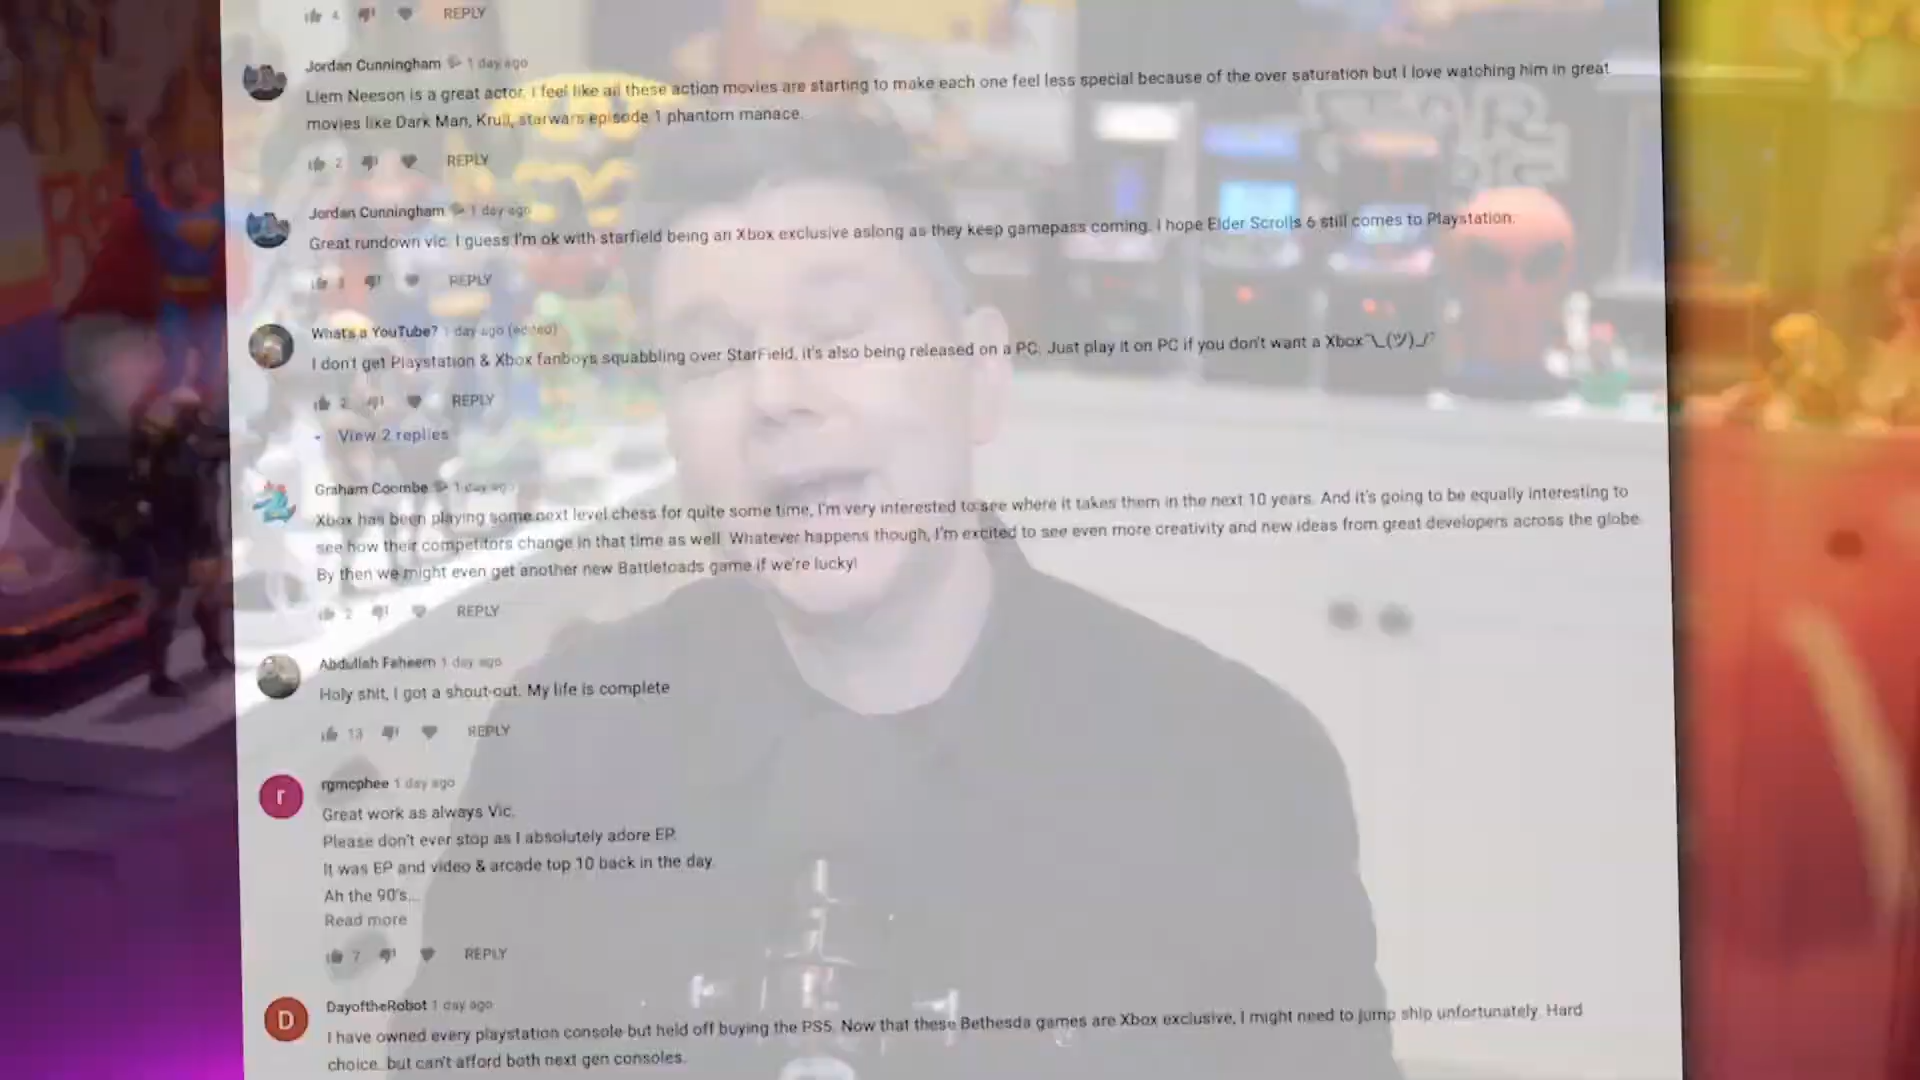 4 REPLY
Jordan Cunningham 1 day ago
Liem Neeson is a great actor, I feel like all these action movies are starting to make each one feel less special because of the over saturation but I love watching him in great
movies like Dark Man, Krull, starwars episode 1 phantom manace.
2 REPLY
Jordan Cunningham 1 day ago
Great rundown vic. I guess I'm ok with starfield being an Xbox exclusive aslong as they keep gamepass coming. I hope Elder Scrolls 6 still comes to Playstation.
REPLY
What's a YouTube? 1 day ago (edited)
I don't get Playstation & Xbox fanboys squabbling over StarField, it's also being released on a PC. Just play it on PC if you don't want a Xbox ¯\_(ツ)_/¯
2 REPLY
View 2 replies
Graham Coombe 1 day ago
Xbox has been playing some next level chess for quite some time, I'm very interested to see where it takes them in the next 10 years. And it's going to be equally interesting to
see how their competitors change in that time as well. Whatever happens though, I'm excited to see even more creativity and new ideas from great developers across the globe.
By then we might even get another new Battletoads game if we're lucky!
2 REPLY
Abdullah Faheem 1 day ago
Holy shit, I got a shout-out. My life is complete
13 REPLY
r
rgmcphee 1 day ago
Great work as always Vic.
Please don't ever stop as I absolutely adore EP.
It was EP and video & arcade top 10 back in the day.
Ah the 90's...
Read more
7 REPLY
D
DayoftheRobot 1 day ago
I have owned every playstation console but held off buying the PS5. Now that these Bethesda games are Xbox exclusive, I might need to jump ship unfortunately. Hard
choice..but can't afford both next gen consoles.